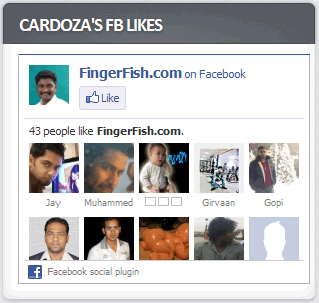 CARDOZA'S FB LIKES
FingerFish.com on Facebook
Like
43 people like FingerFish.com.
Jay Muhammed □□□ Girvaan Gopi
Facebook social plugin